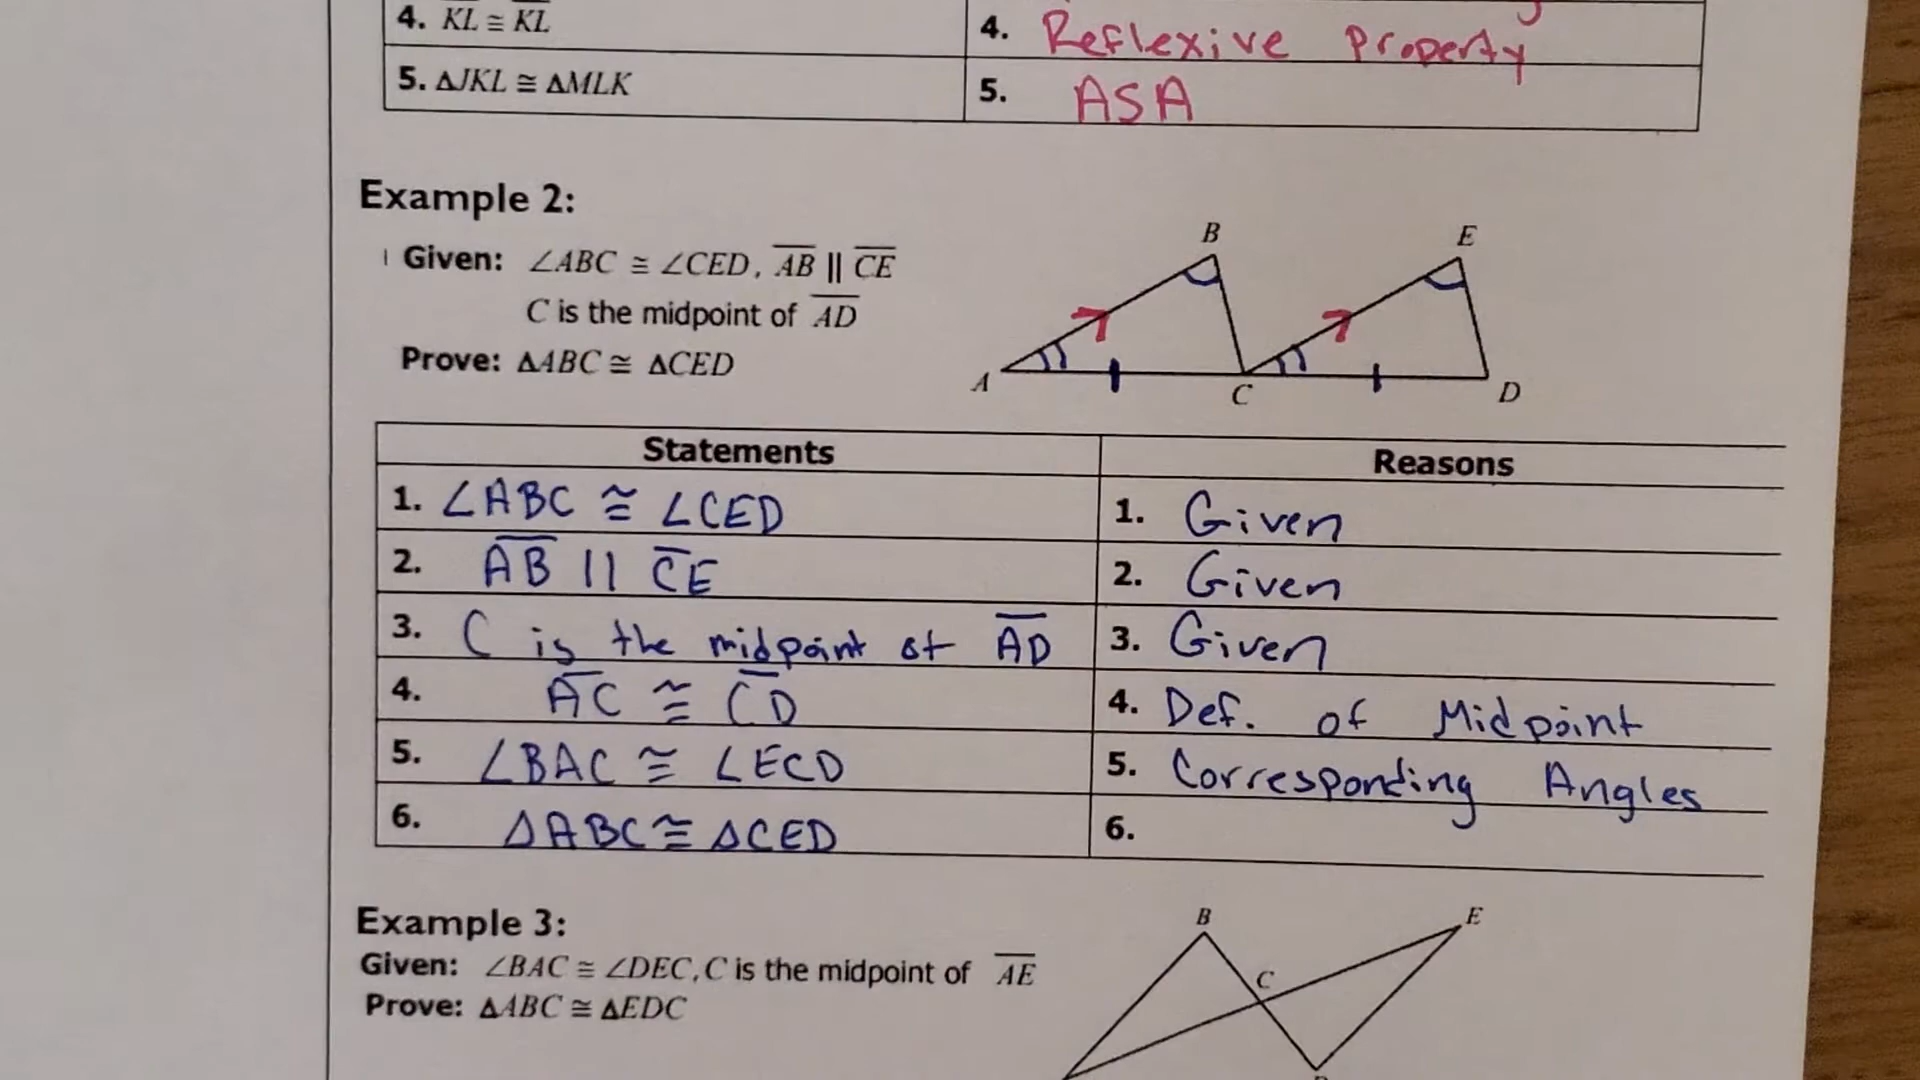 4. KL ≅ KL
4. Reflexive Property
5. ΔJKL ≅ ΔMLK
5. ASA
Example 2:
Given: ∠ABC ≅ ∠CED, AB || CE
C is the midpoint of AD
Prove: ΔABC ≅ ΔCED
B
E
A
C
D
Statements
Reasons
1. ∠ABC ≅ ∠CED
1. Given
2. AB || CE
2. Given
3. C is the midpoint of AD
3. Given
4. AC ≅ CD
4. Def. of Midpoint
5. ∠BAC ≅ ∠ECD
5. Corresponding Angles
6. ΔABC ≅ ΔCED
6.
Example 3:
Given: ∠BAC ≅ ∠DEC, C is the midpoint of AE
Prove: ΔABC ≅ ΔEDC
B
E
C